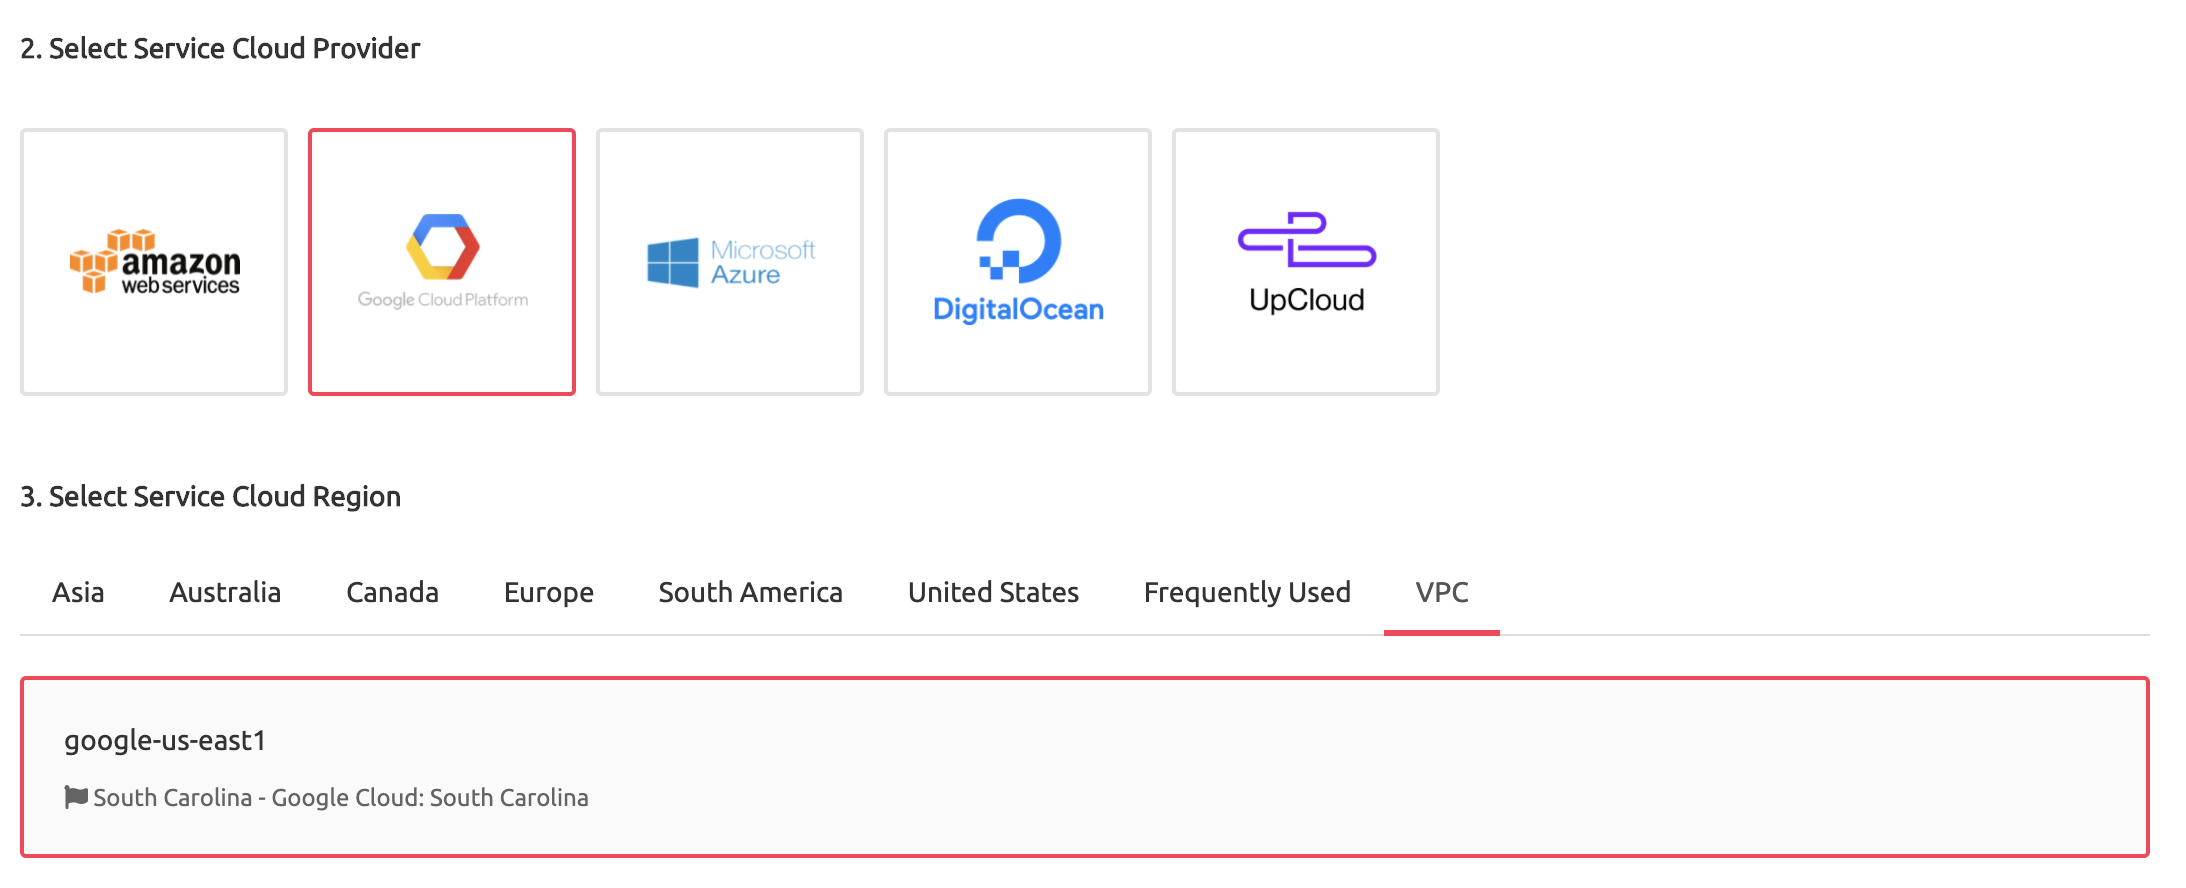 2. Select Service Cloud Provider
amazon
web services
Google Cloud Platform
Microsoft
Azure
DigitalOcean
UpCloud
3. Select Service Cloud Region
Asia Australia Canada Europe South America United States Frequently Used VPC
google-us-east1
South Carolina - Google Cloud: South Carolina